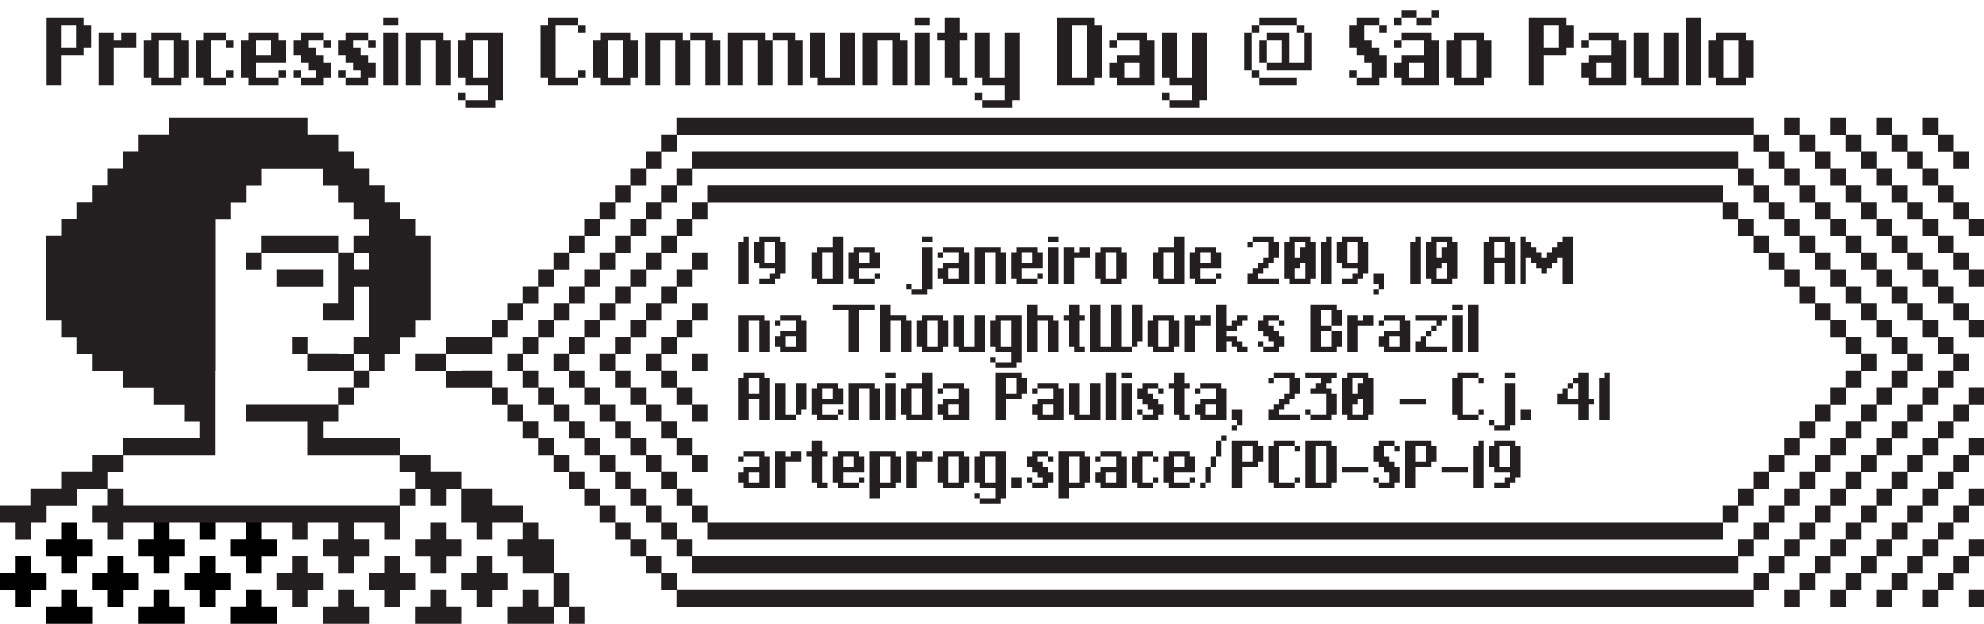 Processing Community Day @ São Paulo
19 de janeiro de 2019, 10 AM
na ThoughtWorks Brazil
Avenida Paulista, 230 - Cj. 41
arteprog.space/PCD-SP-19